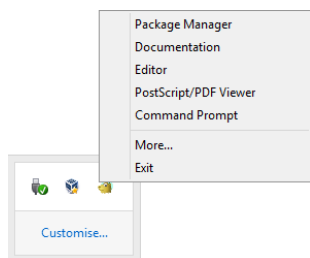 Package Manager
Documentation
Editor
PostScript/PDF Viewer
Command Prompt
More...
Exit
Customise...